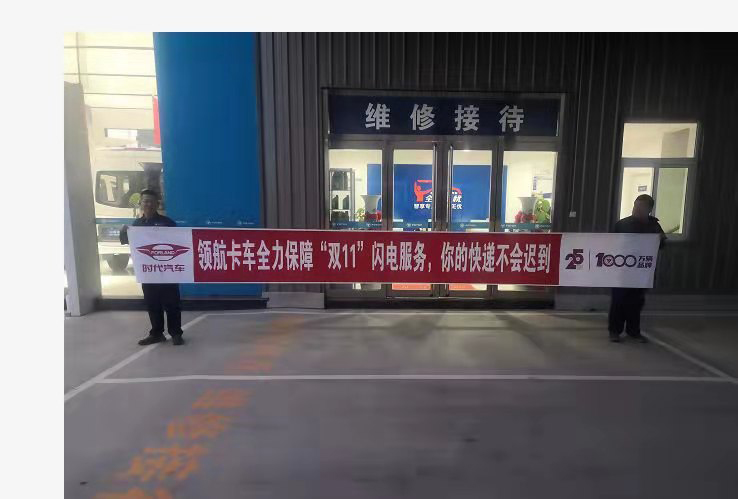 维修接待
FORLAND
时代汽车
领航卡车全力保障“双11”闪电服务，你的快递不会迟到
25
1000万辆
品牌